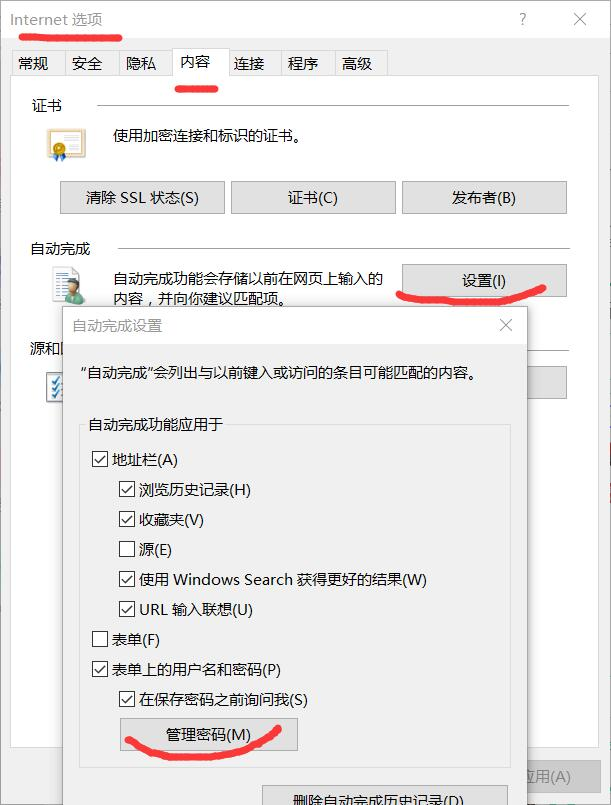 Internet 选项
?
常规 安全 隐私 内容 连接 程序 高级
证书
使用加密连接和标识的证书。
清除 SSL 状态(S) 证书(C) 发布者(B)
自动完成
自动完成功能会存储以前在网页上输入的
内容，并向你建议匹配项。
设置(I)
源和
自动完成设置
“自动完成”会列出与以前键入或访问的条目可能匹配的内容。
自动完成功能应用于
地址栏(A)
浏览历史记录(H)
收藏夹(V)
源(E)
使用 Windows Search 获得更好的结果(W)
URL 输入联想(U)
表单(F)
表单上的用户名和密码(P)
在保存密码之前询问我(S)
管理密码(M)
应用(A)
删除自动完成历史记录(D)